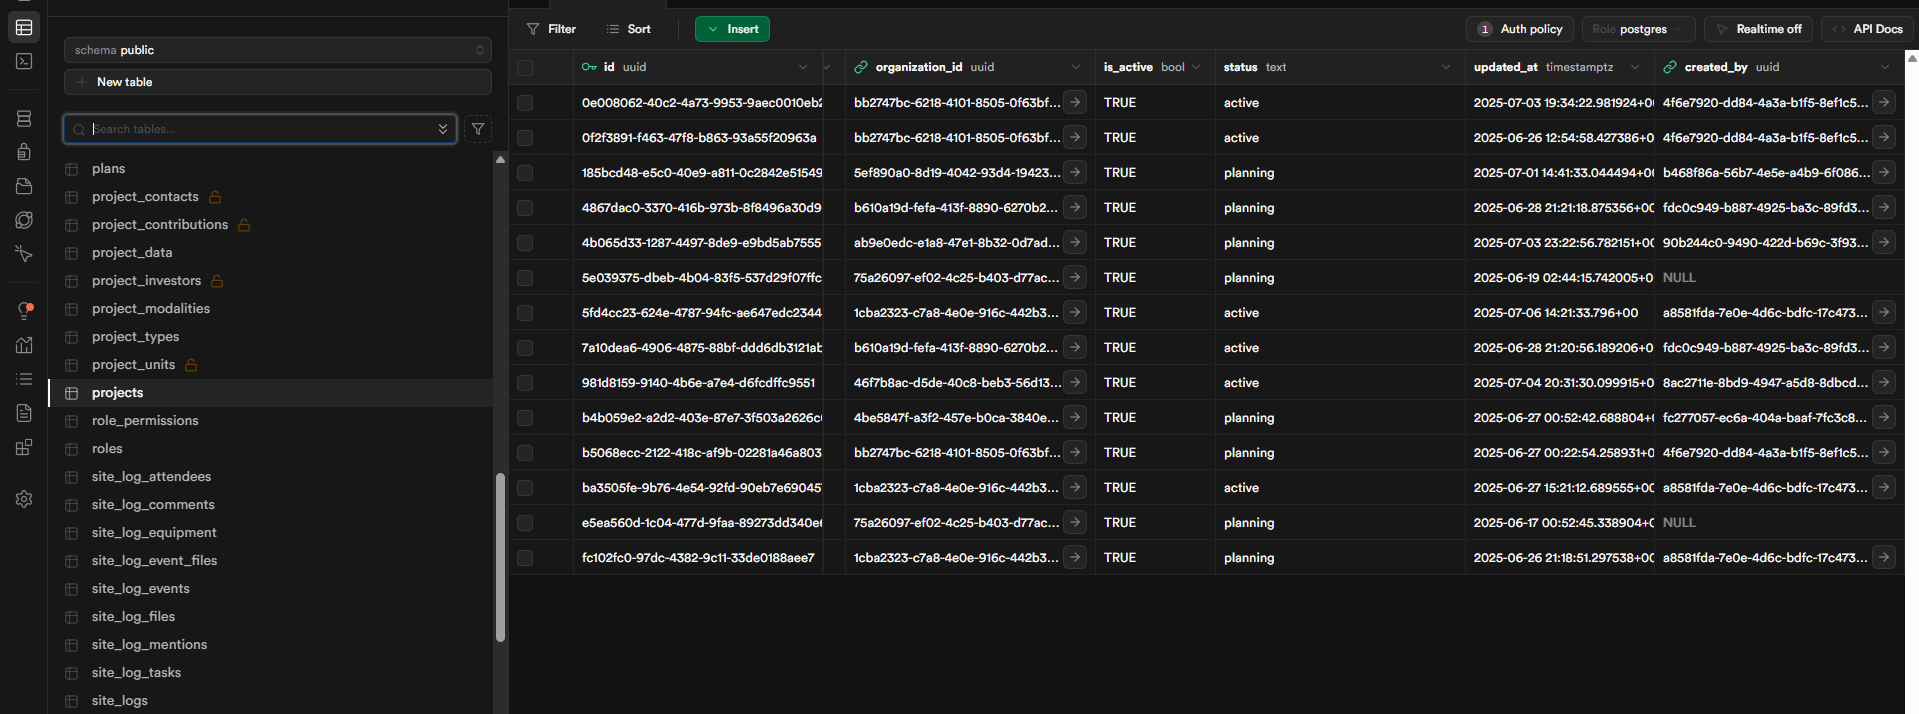 schema public
New table
Search tables...
plans
project_contacts
project_contributions
project_data
project_investors
project_modalities
project_types
project_units
projects
role_permissions
roles
site_log_attendees
site_log_comments
site_log_equipment
site_log_event_files
site_log_events
site_log_files
site_log_mentions
site_log_tasks
site_logs
Filter Sort Insert 1 Auth policy Role postgres Realtime off API Docs
id uuid organization_id uuid is_active bool status text updated_at timestamptz created_by uuid
0e008062-40c2-4a73-9953-9aec0010eb2 bb2747bc-6218-4101-8505-0f63bf... TRUE active 2025-07-03 19:34:22.981924+0 4f6e7920-dd84-4a3a-b1f5-8ef1c5...
0f2f3891-f463-47f8-b863-93a55f20963a bb2747bc-6218-4101-8505-0f63bf... TRUE active 2025-06-26 12:54:58.427386+0 4f6e7920-dd84-4a3a-b1f5-8ef1c5...
185bcd48-e5c0-40e9-a811-0c2842e51549 5ef890a0-8d19-4042-93d4-19423... TRUE planning 2025-07-01 14:41:33.044494+00 b468f86a-56b7-4e5e-a4b9-6f086...
4867dac0-3370-416b-973b-8f8496a30d9 b610a19d-fefa-413f-8890-6270b2... TRUE planning 2025-06-28 21:21:18.875356+00 fdc0c949-b887-4925-ba3c-89fd3...
4b065d33-1287-4497-8de9-e9bd5ab7555 ab9e0edc-e1a8-47e1-8b32-0d7ad... TRUE planning 2025-07-03 23:22:56.782151+00 90b244c0-9490-422d-b69c-3f93...
5e039375-dbeb-4b04-83f5-537d29f07ffc 75a26097-ef02-4c25-b403-d77ac... TRUE planning 2025-06-19 02:44:15.742005+0 NULL
5fd4cc23-624e-4787-94fc-ae647edc2344 1cba2323-c7a8-4e0e-916c-442b3... TRUE active 2025-07-06 14:21:33.796+00 a8581fda-7e0e-4d6c-bdfc-17c473...
7a10dea6-4906-4875-88bf-ddd6db3121ab b610a19d-fefa-413f-8890-6270b2... TRUE active 2025-06-28 21:20:56.189206+0 fdc0c949-b887-4925-ba3c-89fd3...
981d8159-9140-4b6e-a7e4-d6fcdffc9551 46f7b8ac-d5de-40c8-beb3-56d13... TRUE active 2025-07-04 20:31:30.099915+0 8ac2711e-8bd9-4947-a5d8-8dbcd...
b4b059e2-a2d2-403e-87e7-3f503a2626c 4be5847f-a3f2-457e-b0ca-3840e... TRUE planning 2025-06-27 00:52:42.688804+ fc277057-ec6a-404a-baaf-7fc3c8...
b5068ecc-2122-418c-af9b-02281a46a803 bb2747bc-6218-4101-8505-0f63bf... TRUE planning 2025-06-27 00:22:54.258931+0 4f6e7920-dd84-4a3a-b1f5-8ef1c5...
ba3505fe-9b76-4e54-92fd-90eb7e69045 1cba2323-c7a8-4e0e-916c-442b3... TRUE active 2025-06-27 15:21:12.689555+00 a8581fda-7e0e-4d6c-bdfc-17c473...
e5ea560d-1c04-477d-9faa-89273dd340e 75a26097-ef02-4c25-b403-d77ac... TRUE planning 2025-06-17 00:52:45.338904+ NULL
fc102fc0-97dc-4382-9c11-33de0188aee7 1cba2323-c7a8-4e0e-916c-442b3... TRUE planning 2025-06-26 21:18:51.297538+00 a8581fda-7e0e-4d6c-bdfc-17c473...